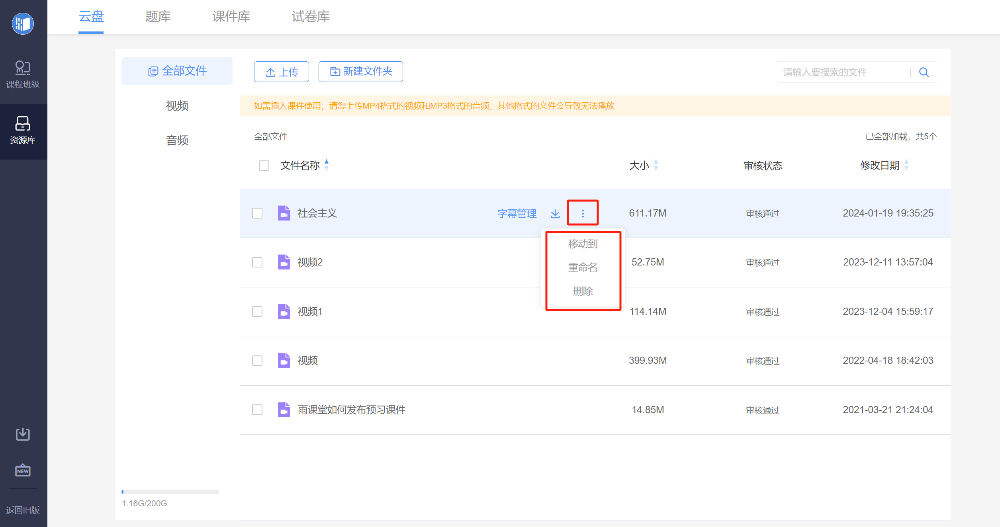 云盘 题库 课件库 试卷库
课程班级
资源库
NEW
返回旧版
全部文件
视频
音频
1.16G/200G
上传 新建文件夹 请输入要搜索的文件
如需插入课件使用，请您上传MP4格式的视频和MP3格式的音频，其他格式的文件会导致无法播放
全部文件 已全部加载，共5个
文件名称 大小 审核状态 修改日期
社会主义 字幕管理 611.17M 审核通过 2024-01-19 19:35:25
移动到
重命名
删除
视频2 52.75M 审核通过 2023-12-11 13:57:04
视频1 114.14M 审核通过 2023-12-04 15:59:17
视频 399.93M 审核通过 2022-04-18 18:42:03
雨课堂如何发布预习课件 14.85M 审核通过 2021-03-21 21:24:04